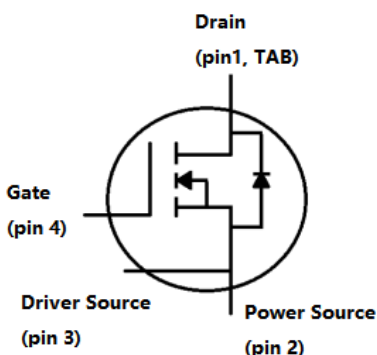 Drain
(pin1, TAB)
Gate
(pin 4)
Driver Source
(pin 3)
Power Source
(pin 2)